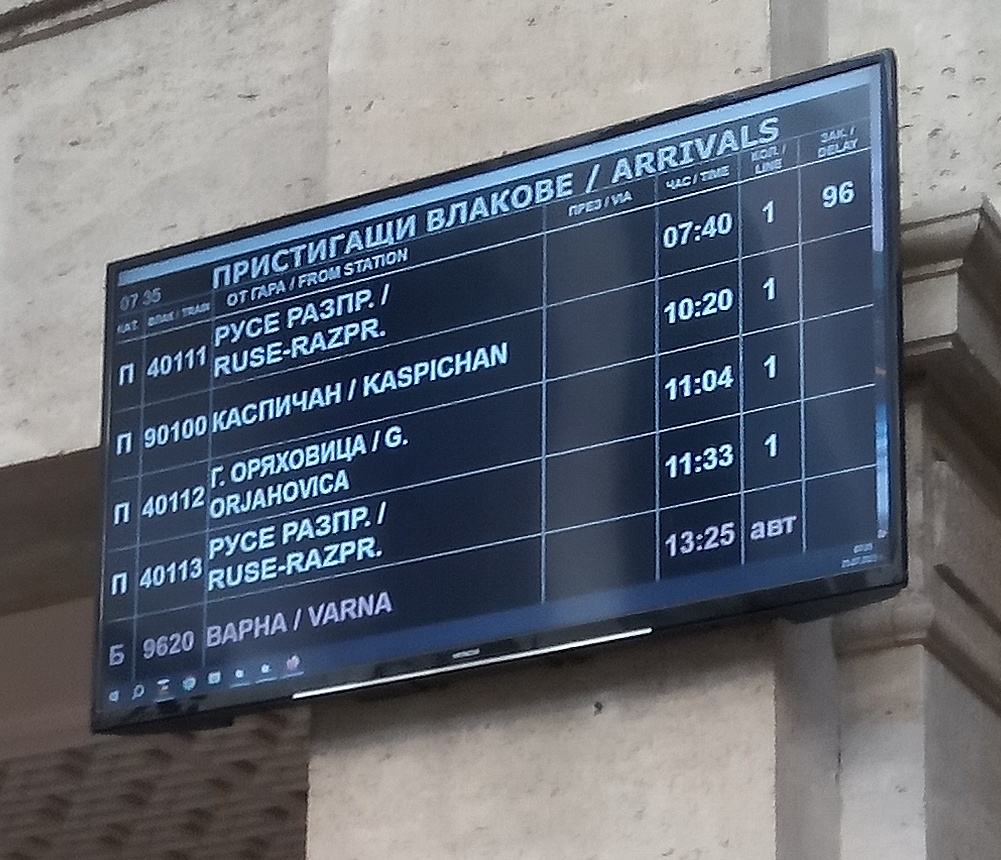 ПРИСТИГАЩИ ВЛАКОВЕ / ARRIVALS
07 35
КАТ. ВЛАК / TRAIN ОТ ГАРА / FROM STATION ПРЕЗ / VIA ЧАС / TIME КОЛ. / LINE ЗАК. / DELAY
П 40111 РУСЕ РАЗПР. / 07:40 1 96
RUSE-RAZPR.
П 90100 КАСПИЧАН / KASPICHAN 10:20 1
П 40112 Г. ОРЯХОВИЦА / G. 11:04 1
ORJAHOVICA
П 40113 РУСЕ РАЗПР. / 11:33 1
RUSE-RAZPR.
Б 9620 ВАРНА / VARNA 13:25 авт